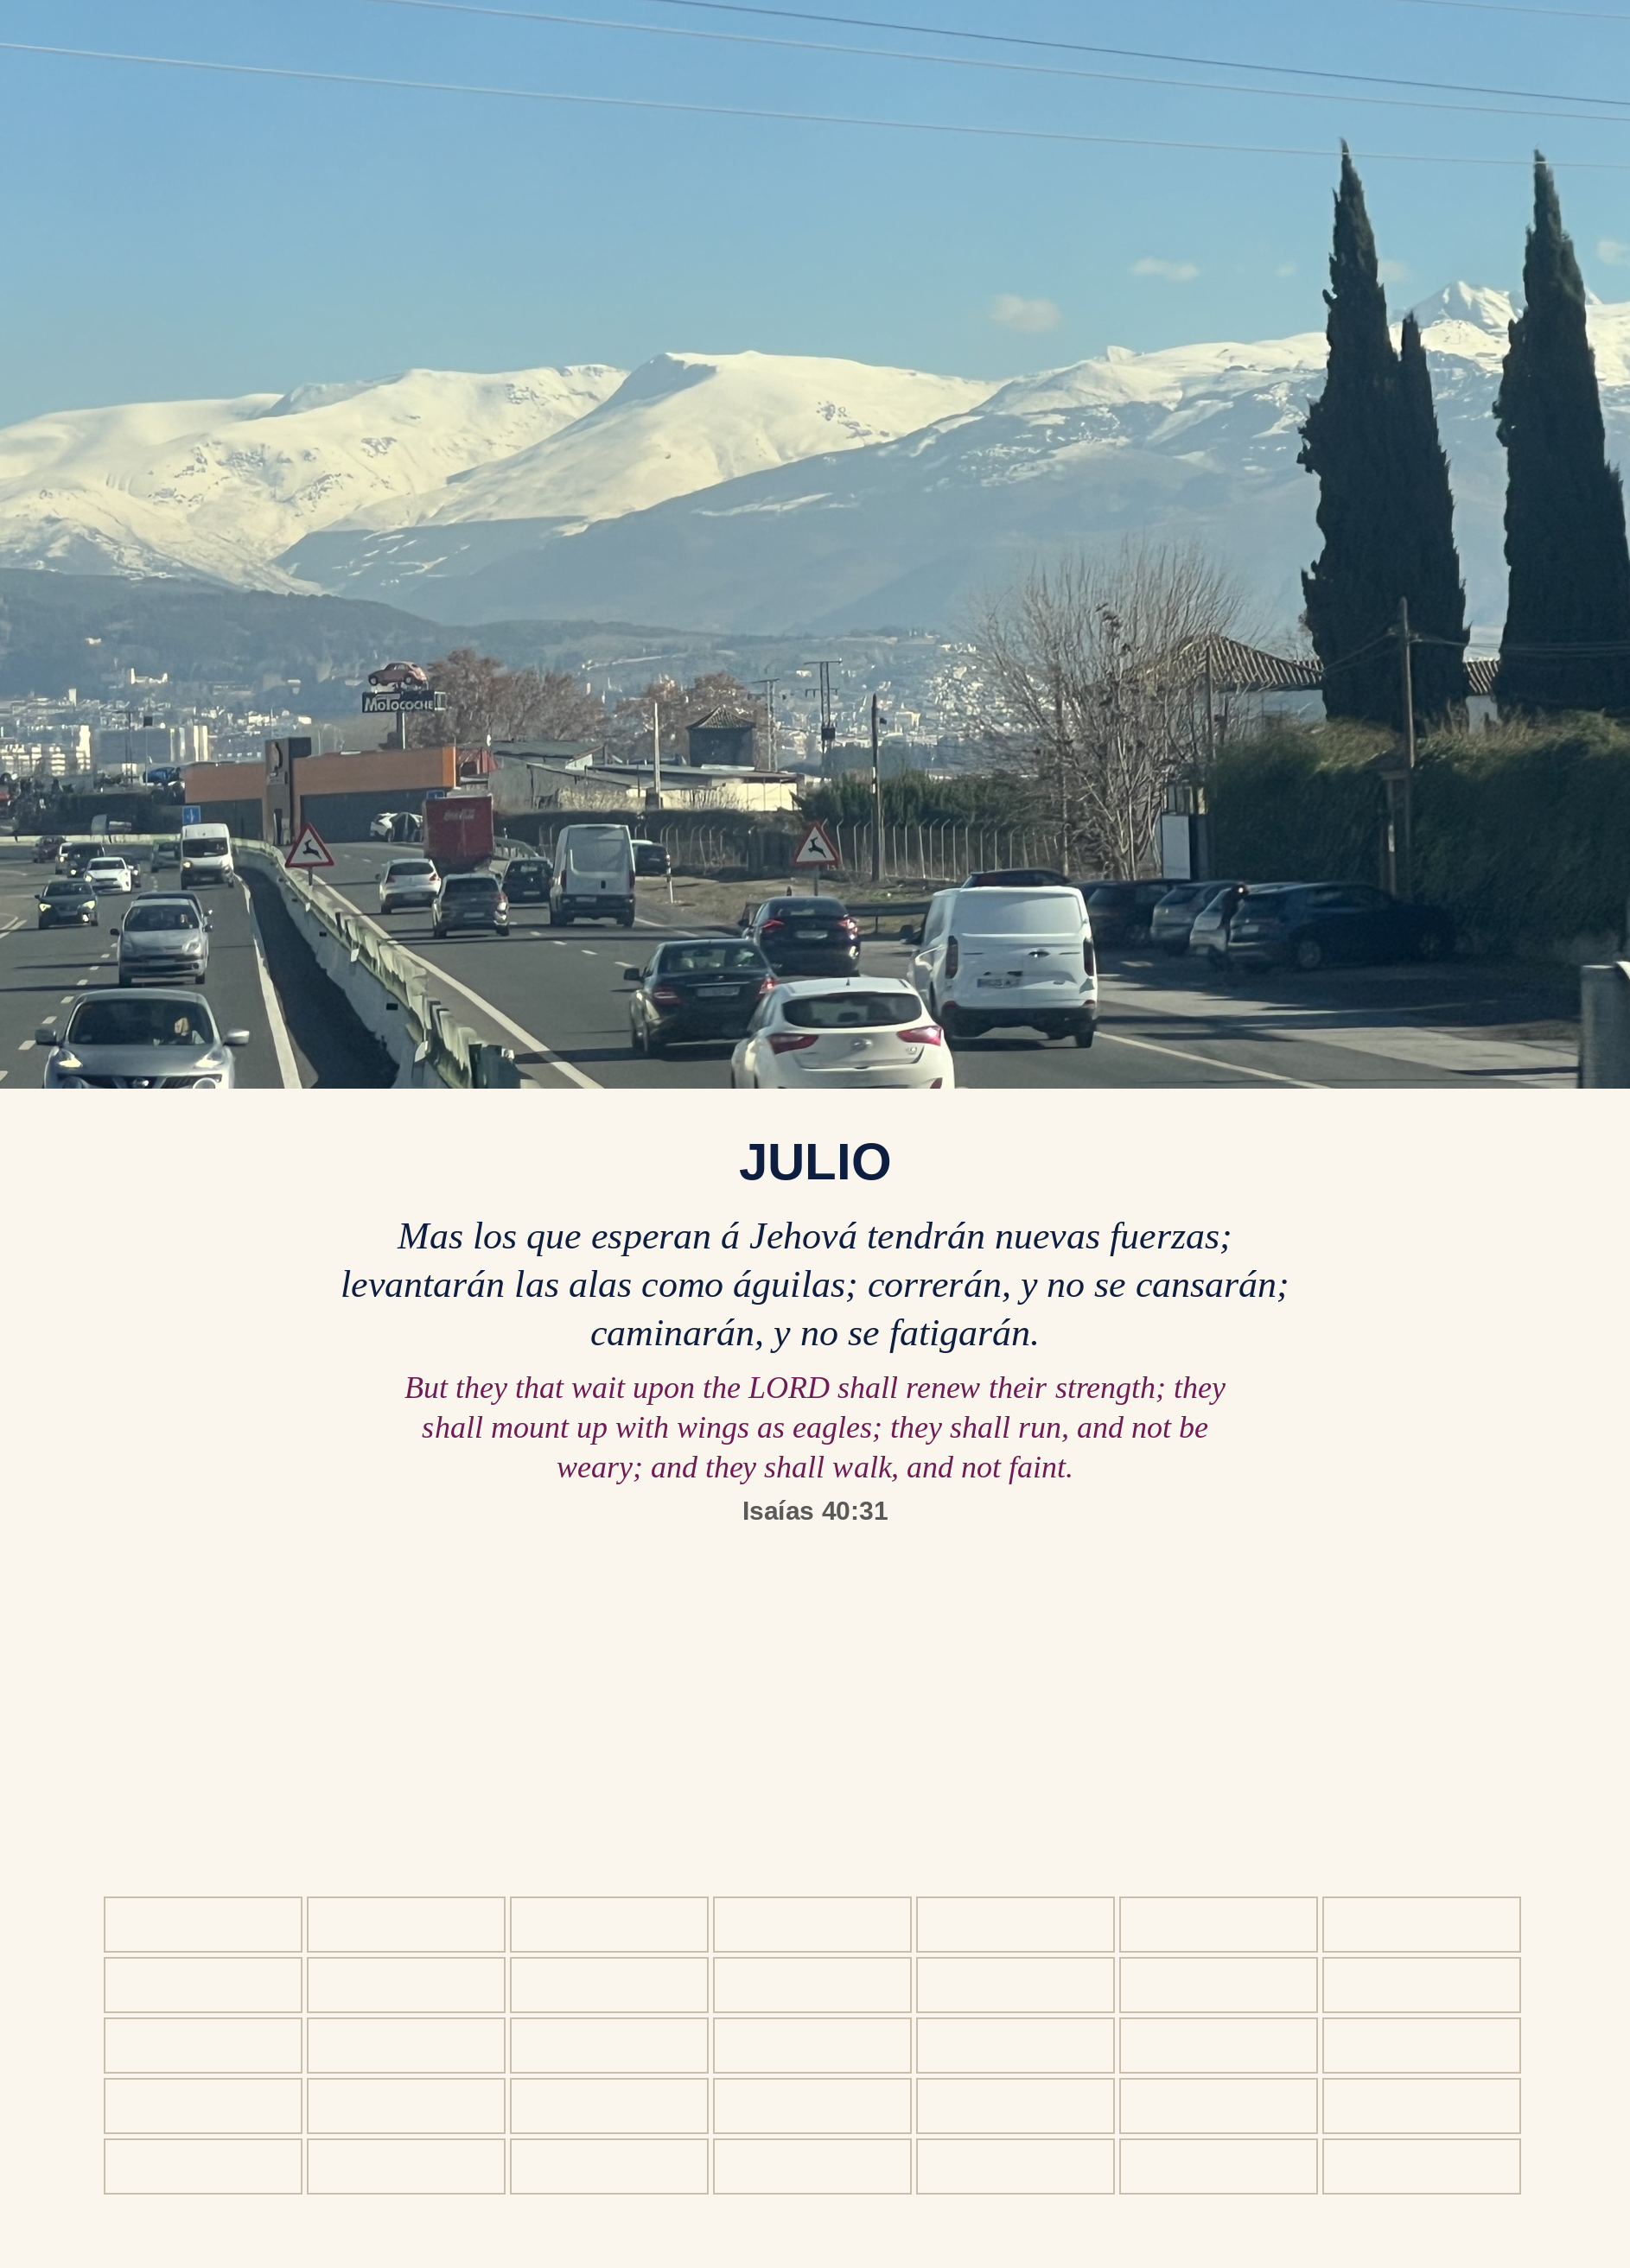 MOTOCOCHE
JULIO
Mas los que esperan á Jehová tendrán nuevas fuerzas;
levantarán las alas como águilas; correrán, y no se cansarán;
caminarán, y no se fatigarán.
But they that wait upon the LORD shall renew their strength; they
shall mount up with wings as eagles; they shall run, and not be
weary; and they shall walk, and not faint.
Isaías 40:31